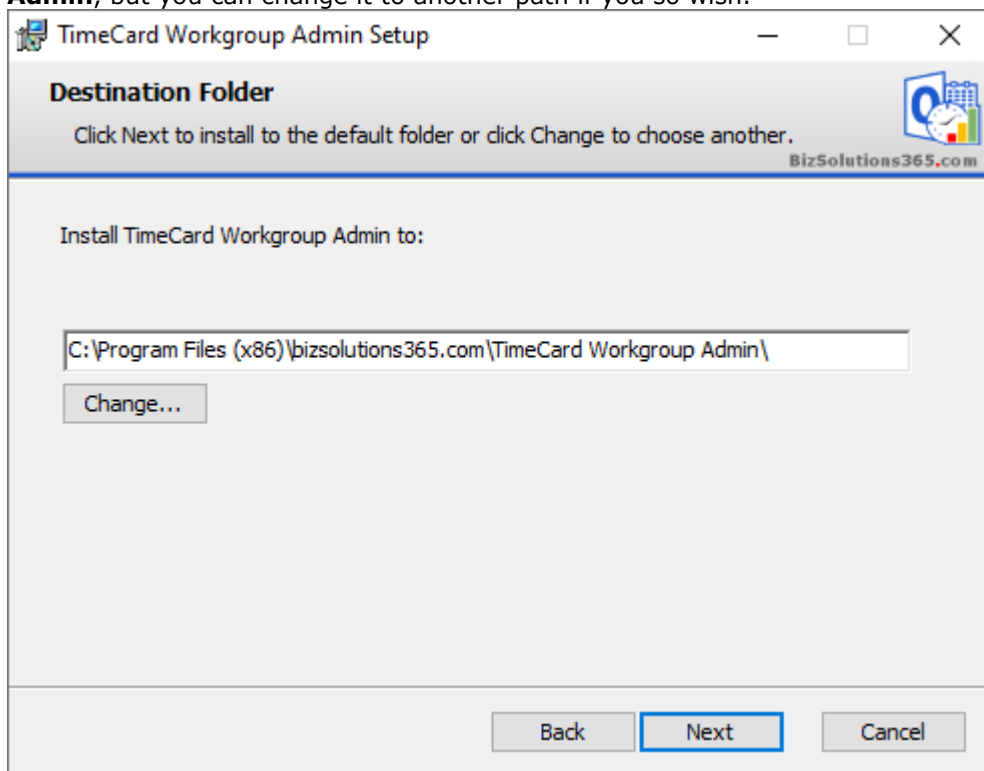 Admin, but you can change it to another path if you so wish.
TimeCard Workgroup Admin Setup
Destination Folder
Click Next to install to the default folder or click Change to choose another.
BizSolutions365.com
Install TimeCard Workgroup Admin to:
C:\Program Files (x86)\bizsolutions365.com\TimeCard Workgroup Admin\
Change...
Back Next Cancel